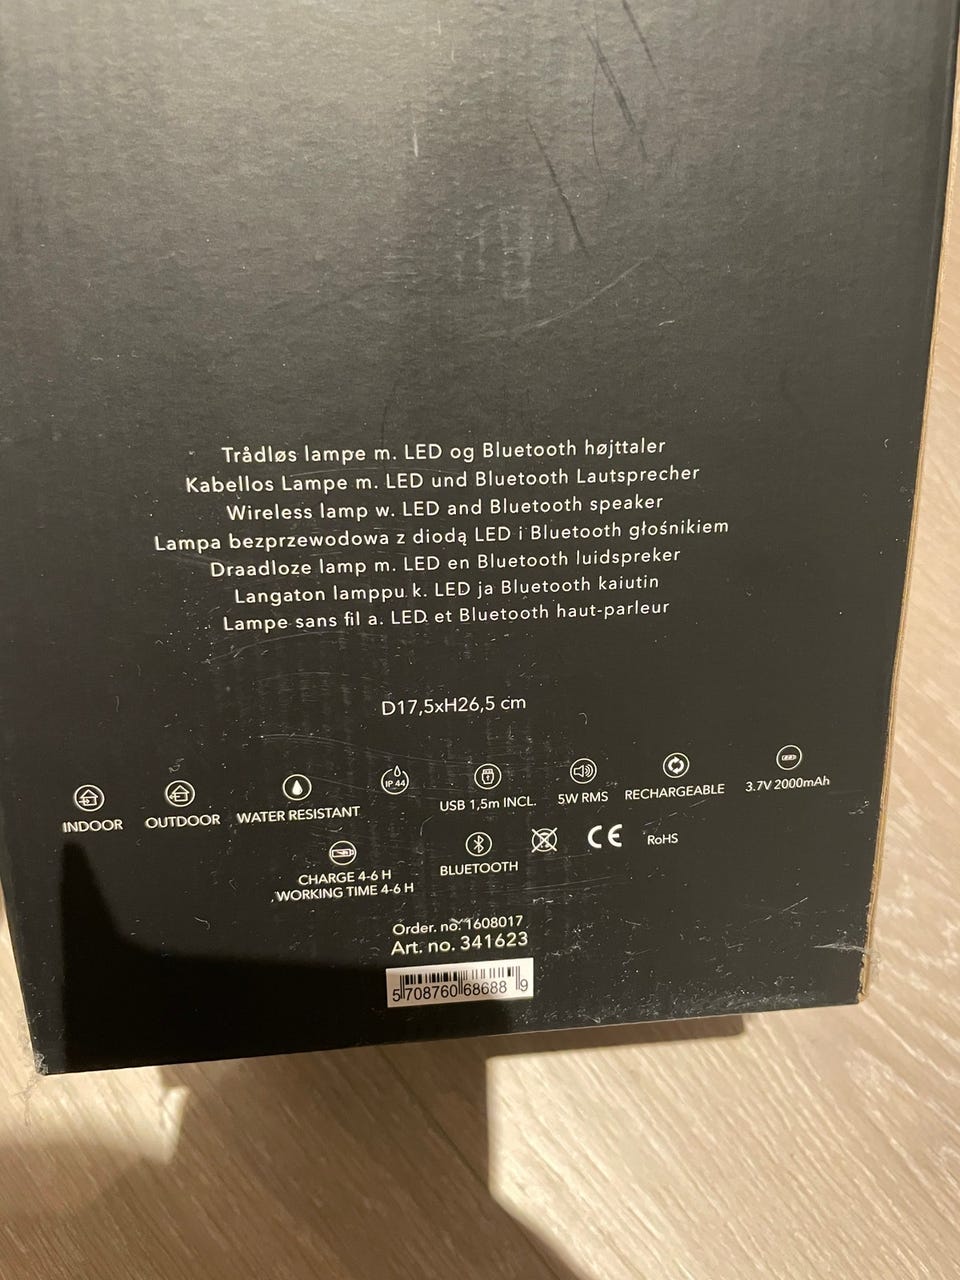 Trådløs lampe m. LED og Bluetooth højttaler
Kabellos Lampe m. LED und Bluetooth Lautsprecher
Wireless lamp w. LED and Bluetooth speaker
Lampa bezprzewodowa z diodą LED i Bluetooth głośnikiem
Draadloze lamp m. LED en Bluetooth luidspreker
Langaton lamppu k. LED ja Bluetooth kaiutin
Lampe sans fil a. LED et Bluetooth haut-parleur
D17,5xH26,5 cm
IP 44
INDOOR OUTDOOR WATER RESISTANT USB 1,5m INCL. 5W RMS RECHARGEABLE 3.7V 2000mAh
CE RoHS
CHARGE 4-6 H BLUETOOTH
WORKING TIME 4-6 H
Order. no. 1608017
Art. no. 341623
5 708760 68688 9